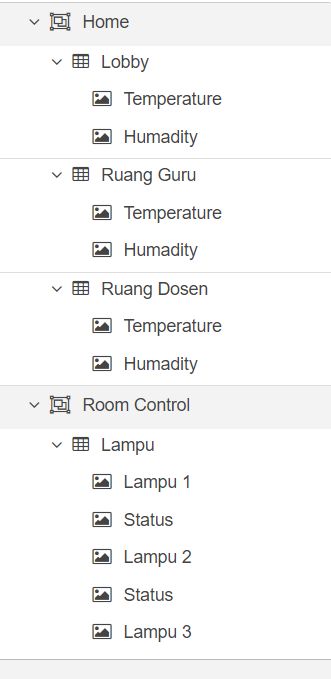 Home
Lobby
Temperature
Humadity
Ruang Guru
Temperature
Humadity
Ruang Dosen
Temperature
Humadity
Room Control
Lampu
Lampu 1
Status
Lampu 2
Status
Lampu 3